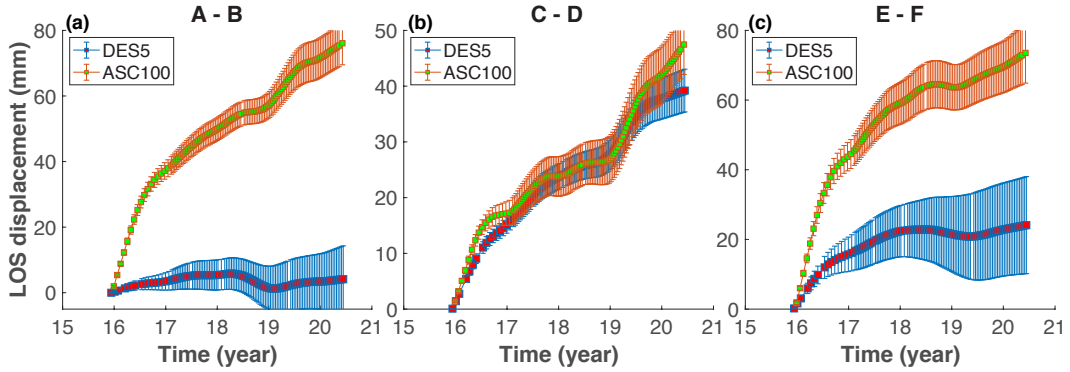 A - B
(a)
DES5
ASC100
LOS displacement (mm)
80
60
40
20
0
15 16 17 18 19 20 21
Time (year)
C - D
(b)
DES5
ASC100
50
40
30
20
10
0
15 16 17 18 19 20 21
Time (year)
E - F
(c)
DES5
ASC100
80
60
40
20
0
15 16 17 18 19 20 21
Time (year)